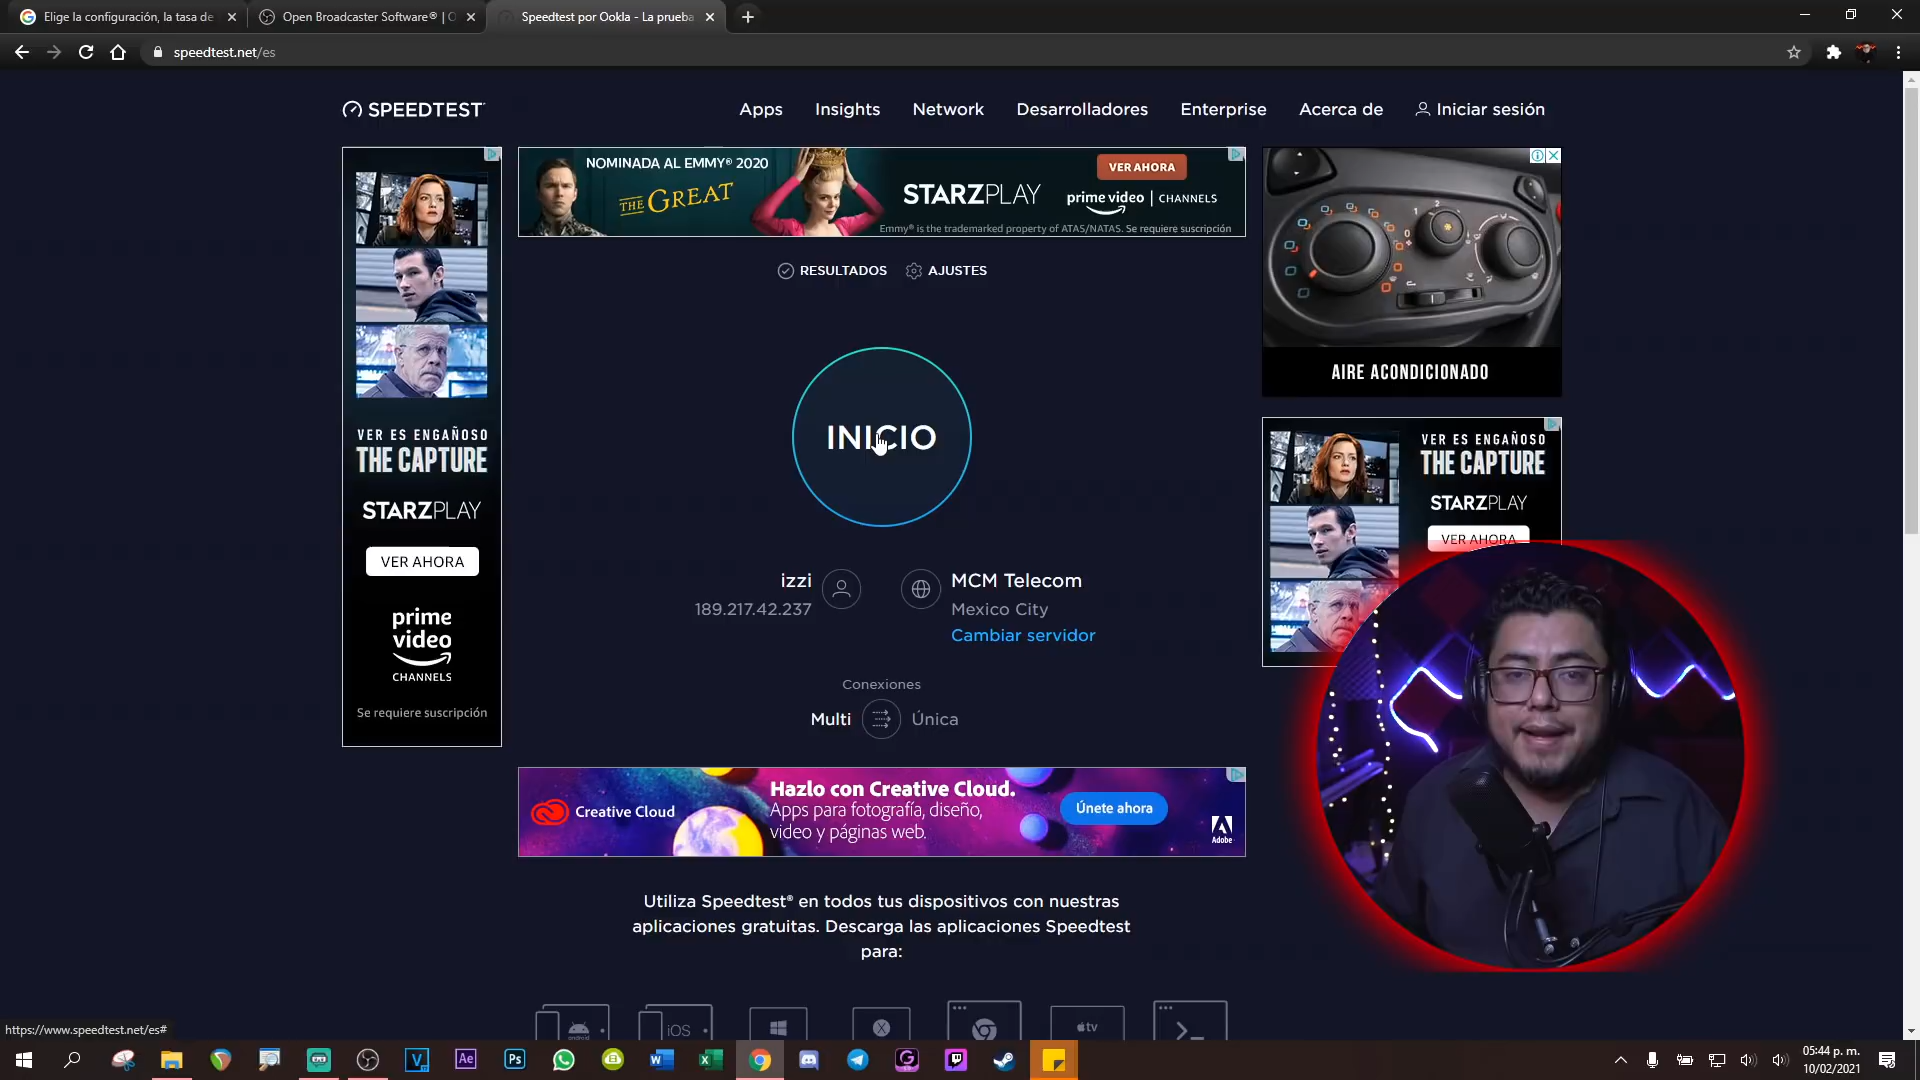 Elige la configuración, la tasa de
Open Broadcaster Software® | O
Speedtest por Ookla - La prueba
speedtest.net/es
SPEEDTEST
Apps
Insights
Network
Desarrolladores
Enterprise
Acerca de
Iniciar sesión
NOMINADA AL EMMY® 2020
THE GREAT
STARZPLAY
VER AHORA
prime video | CHANNELS
Emmy® is the trademarked property of ATAS/NATAS. Se requiere suscripción
RESULTADOS
AJUSTES
INICIO
izzi
189.217.42.237
MCM Telecom
Mexico City
Cambiar servidor
Conexiones
Multi
Única
VER ES ENGAÑOSO
THE CAPTURE
STARZPLAY
VER AHORA
prime
video
CHANNELS
Se requiere suscripción
1
2
AIRE ACONDICIONADO
VER ES ENGAÑOSO
THE CAPTURE
STARZPLAY
VER AHORA
Creative Cloud
Hazlo con Creative Cloud.
Apps para fotografía, diseño,
video y páginas web.
Únete ahora
Adobe
Utiliza Speedtest® en todos tus dispositivos con nuestras
aplicaciones gratuitas. Descarga las aplicaciones Speedtest
para:
android
iOS
tv
https://www.speedtest.net/es#
Ae
Ps
05:44 p. m.
10/02/2021